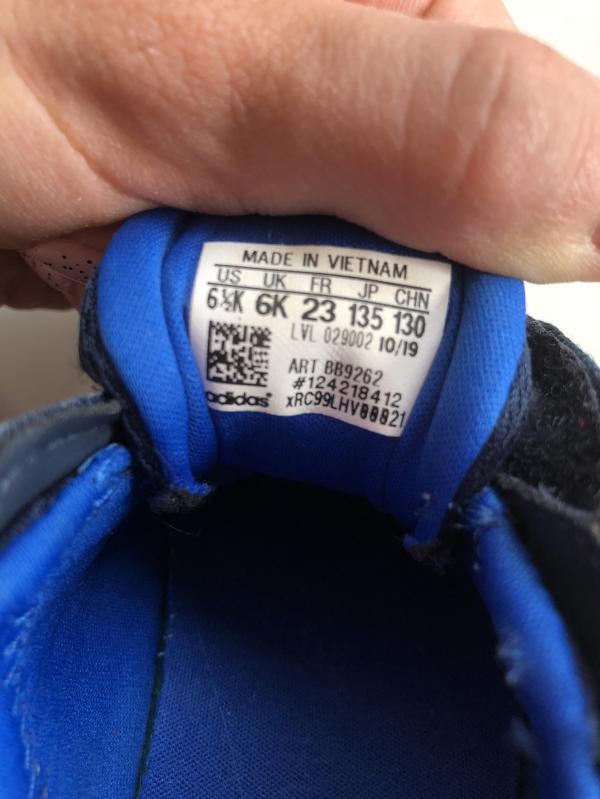 MADE IN VIETNAM
US UK FR JP CHN
6½K 6K 23 135 130
LVL 029002 10/19
ART BB9262
#124218412
adidas®